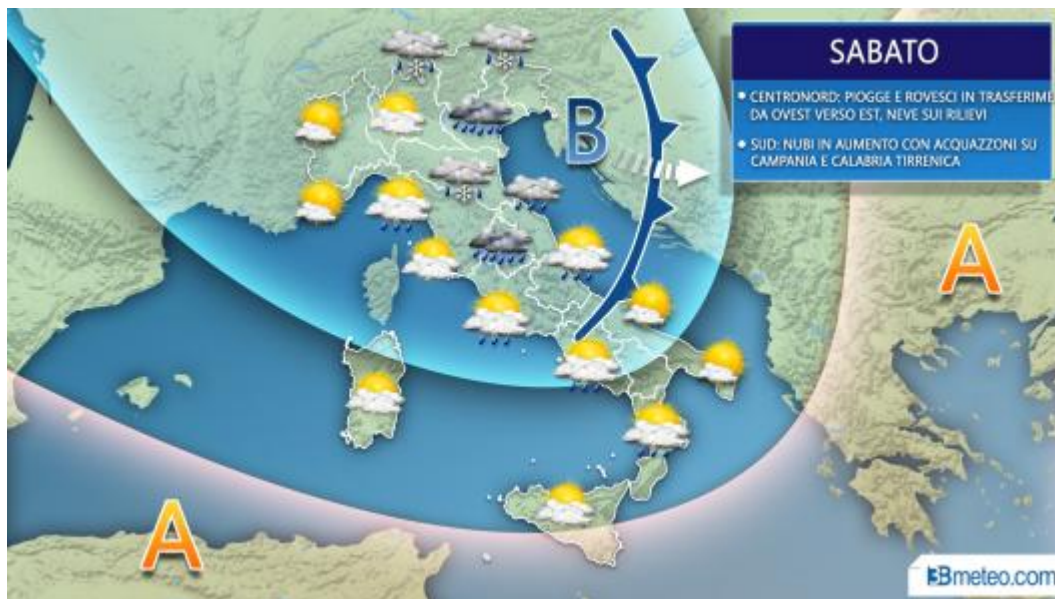 SABATO
• CENTRONORD: PIOGGE E ROVESCI IN TRASFERIME
DA OVEST VERSO EST, NEVE SUI RILIEVI
• SUD: NUBI IN AUMENTO CON ACQUAZZONI SU
CAMPANIA E CALABRIA TIRRENICA
B
A
A
3Bmeteo.com